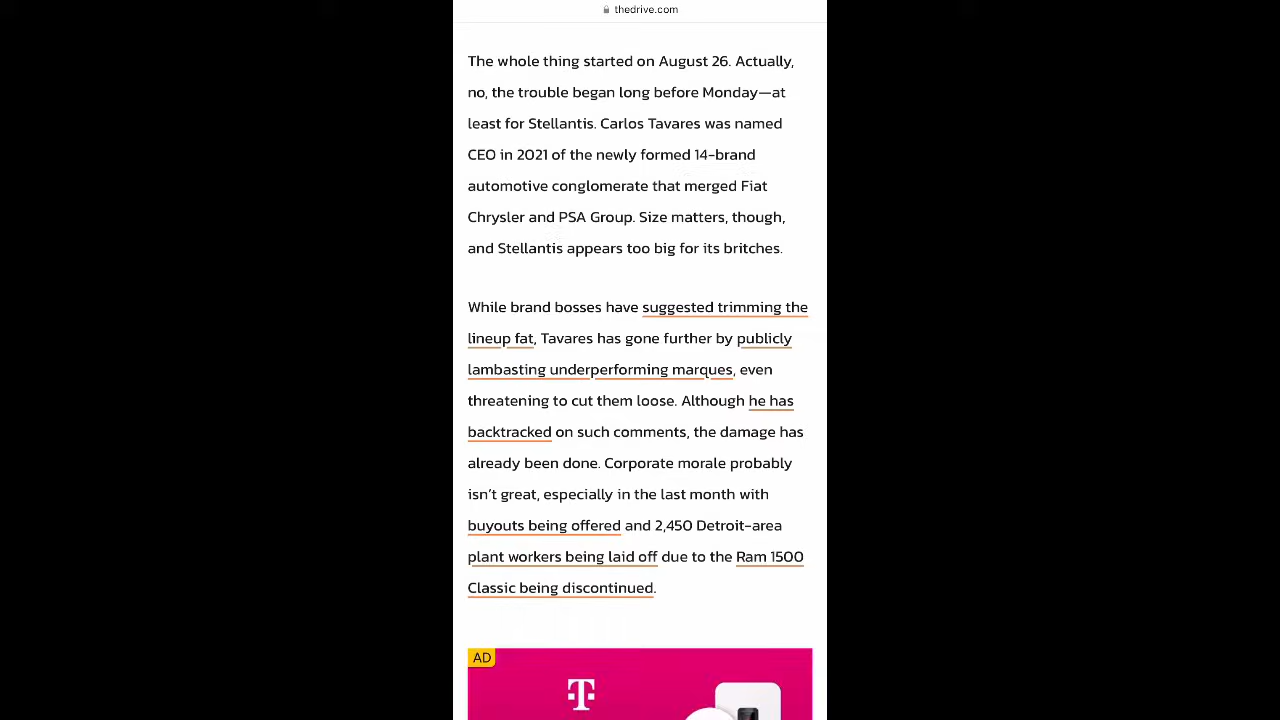 thedrive.com
The whole thing started on August 26. Actually,
no, the trouble began long before Monday—at
least for Stellantis. Carlos Tavares was named
CEO in 2021 of the newly formed 14-brand
automotive conglomerate that merged Fiat
Chrysler and PSA Group. Size matters, though,
and Stellantis appears too big for its britches.
While brand bosses have suggested trimming the
lineup fat, Tavares has gone further by publicly
lambasting underperforming marques, even
threatening to cut them loose. Although he has
backtracked on such comments, the damage has
already been done. Corporate morale probably
isn't great, especially in the last month with
buyouts being offered and 2,450 Detroit-area
plant workers being laid off due to the Ram 1500
Classic being discontinued.
AD
T